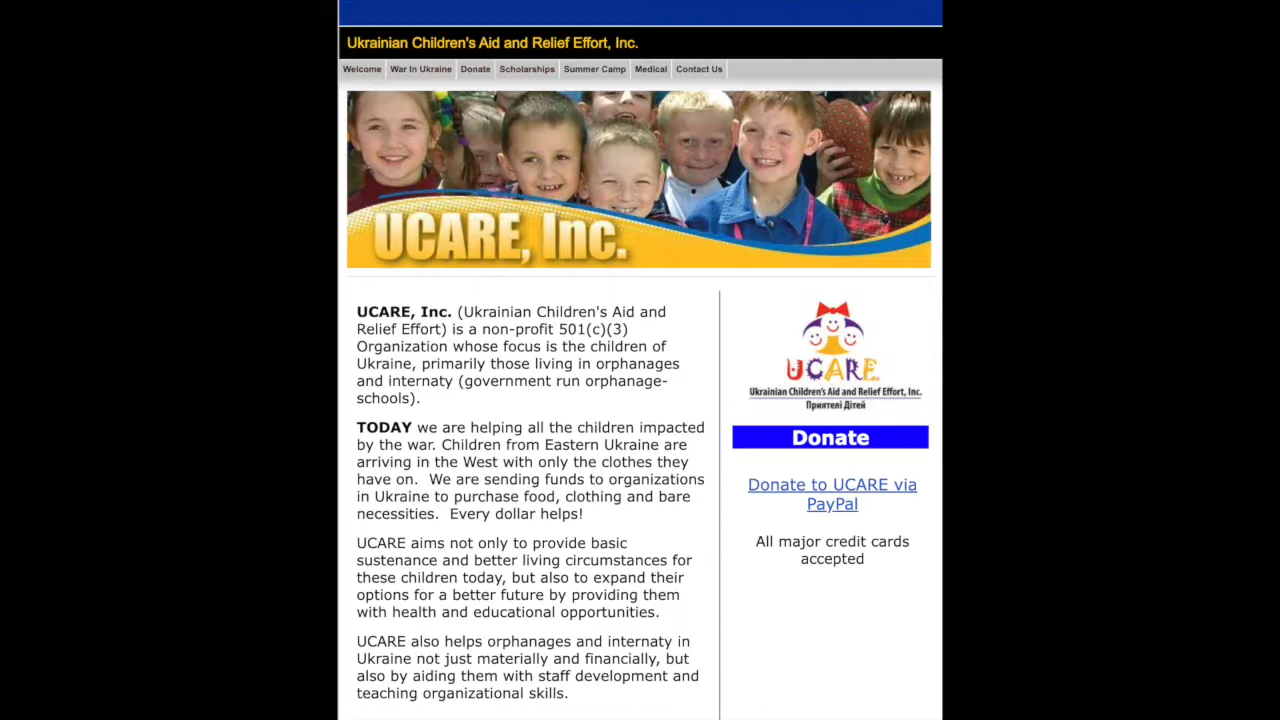 Ukrainian Children's Aid and Relief Effort, Inc.
Welcome War In Ukraine Donate Scholarships Summer Camp Medical Contact Us
UCARE, Inc.
UCARE, Inc. (Ukrainian Children's Aid and
Relief Effort) is a non-profit 501(c)(3)
Organization whose focus is the children of
Ukraine, primarily those living in orphanages
and internaty (government run orphanage-
schools).
TODAY we are helping all the children impacted
by the war. Children from Eastern Ukraine are
arriving in the West with only the clothes they
have on.  We are sending funds to organizations
in Ukraine to purchase food, clothing and bare
necessities.  Every dollar helps!
UCARE aims not only to provide basic
sustenance and better living circumstances for
these children today, but also to expand their
options for a better future by providing them
with health and educational opportunities.
UCARE also helps orphanages and internaty in
Ukraine not just materially and financially, but
also by aiding them with staff development and
teaching organizational skills.
UCARE
Ukrainian Children's Aid and Relief Effort, Inc.
Приятелі Дітей
Donate
Donate to UCARE via
PayPal
All major credit cards
accepted